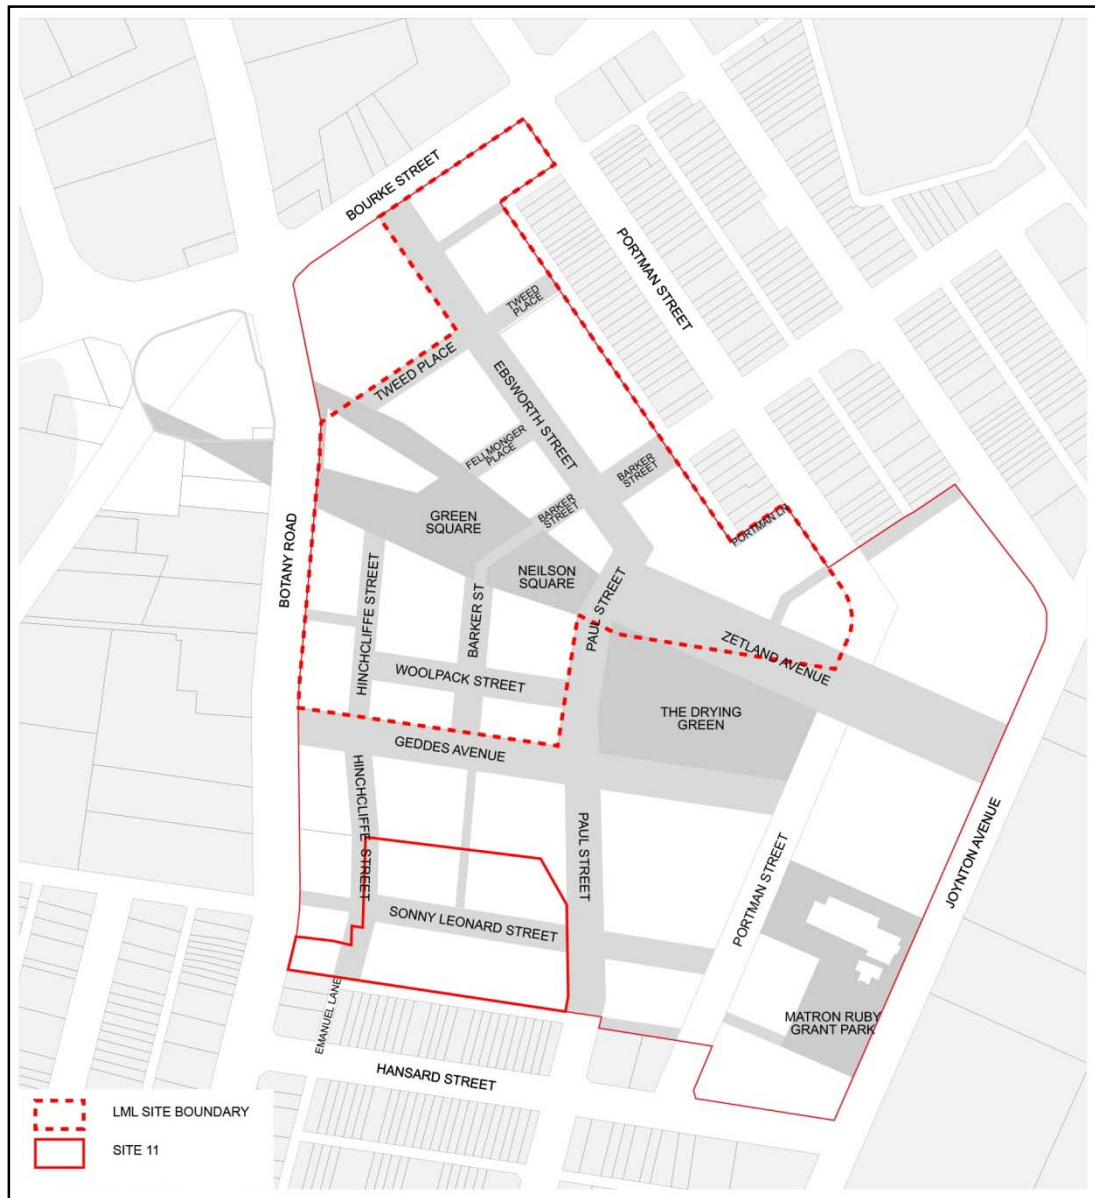 BOURKE STREET
PORTMAN STREET
TWEED
PLACE
TWEED PLACE
EBSWORTH STREET
FELLMONGER
PLACE
BARKER
STREET
BARKER
STREET
PORTMAN LN
GREEN
SQUARE
NEILSON
SQUARE
BOTANY ROAD
HINCHCLIFFE STREET
BARKER ST
PAUL STREET
ZETLAND AVENUE
WOOLPACK STREET
THE DRYING
GREEN
GEDDES AVENUE
HINCHCLIFFE STREET
PAUL STREET
PORTMAN STREET
JOYNTON AVENUE
SONNY LEONARD STREET
EMANUEL LANE
MATRON RUBY
GRANT PARK
HANSARD STREET
LML SITE BOUNDARY
SITE 11